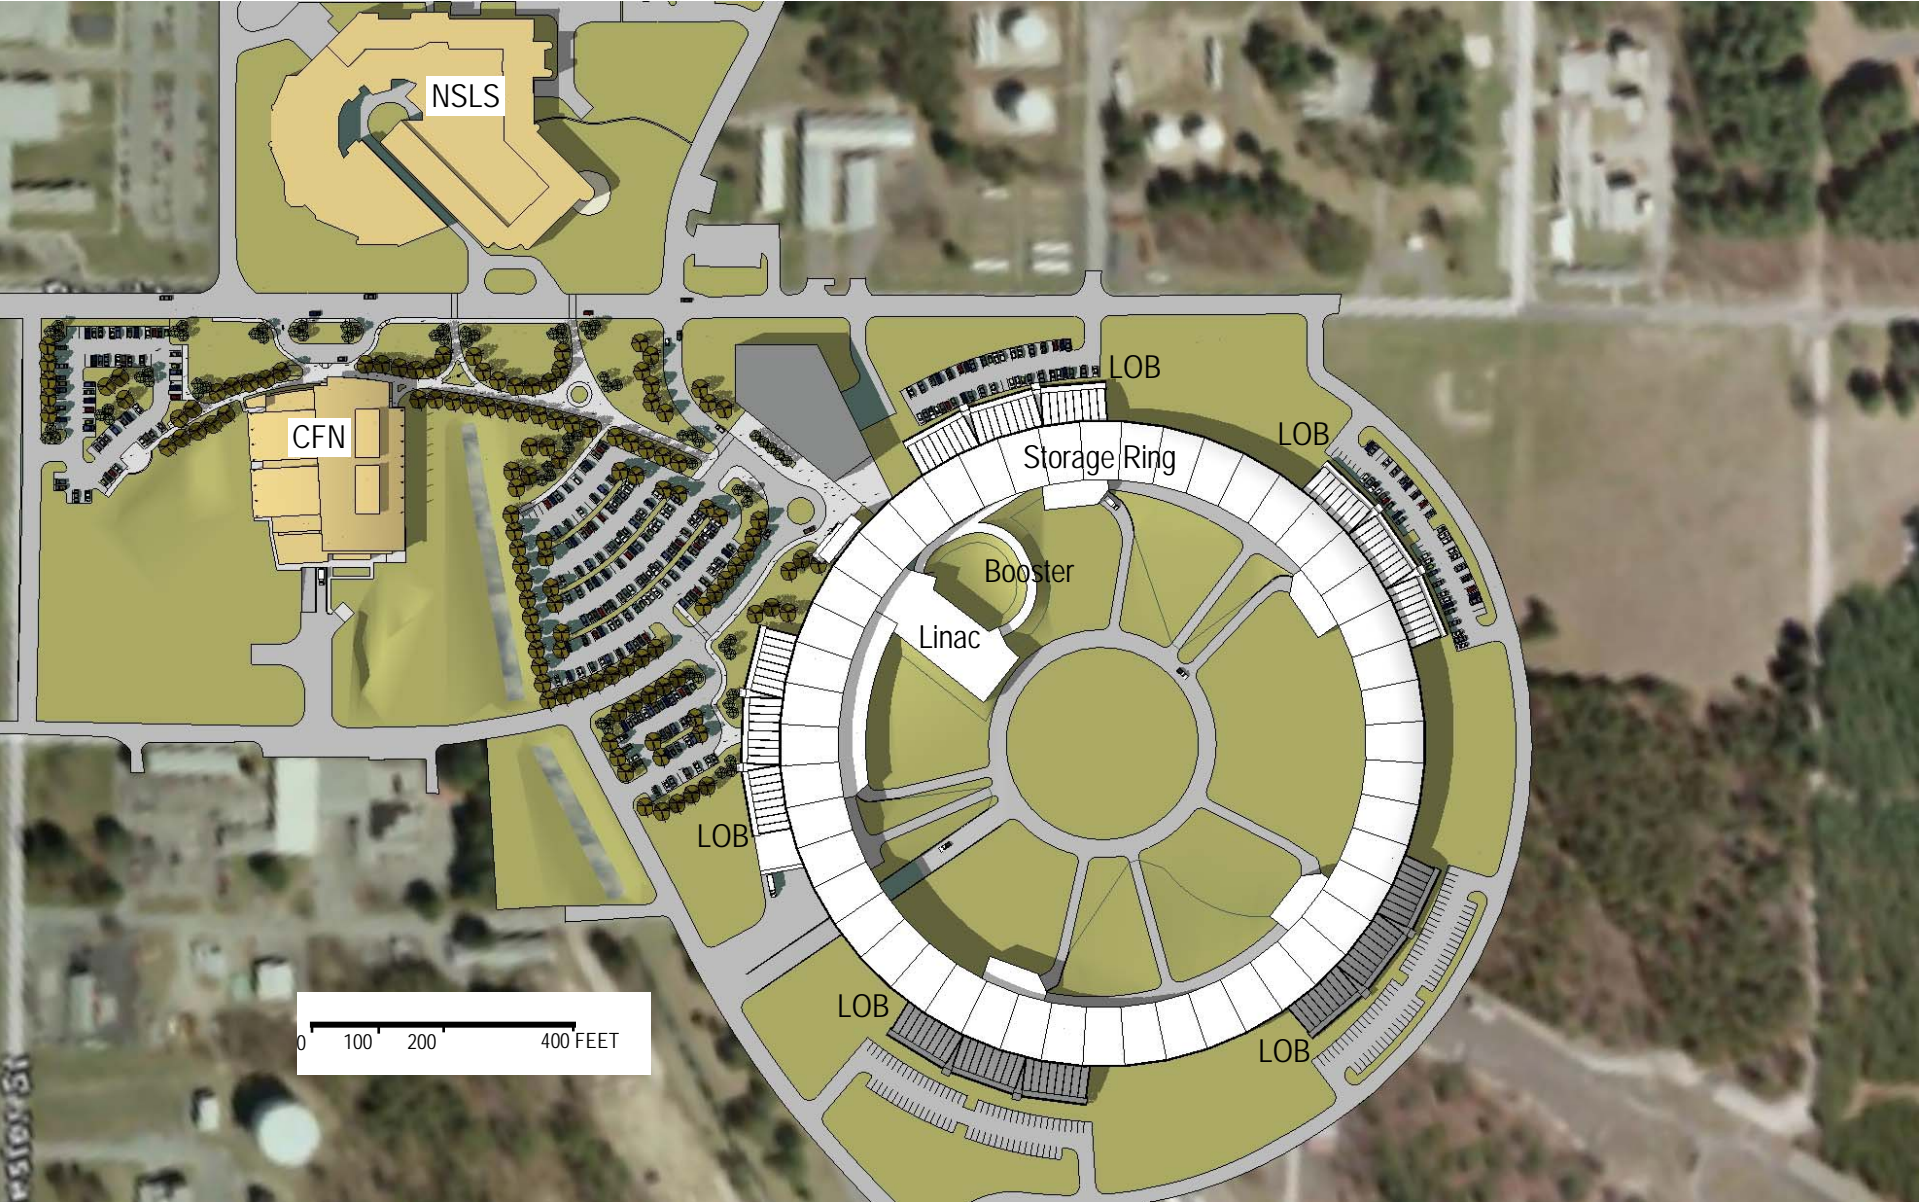 NSLS
LOB
CFN
LOB
Storage Ring
Booster
Linac
LOB
LOB
LOB
0 100 200 400 FEET